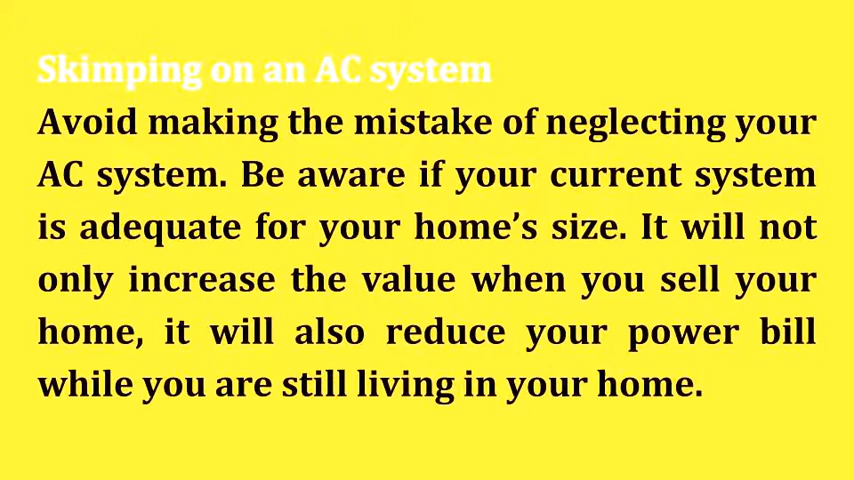 Skimping on an AC system
Avoid making the mistake of neglecting your
AC system. Be aware if your current system
is adequate for your home’s size. It will not
only increase the value when you sell your
home, it will also reduce your power bill
while you are still living in your home.